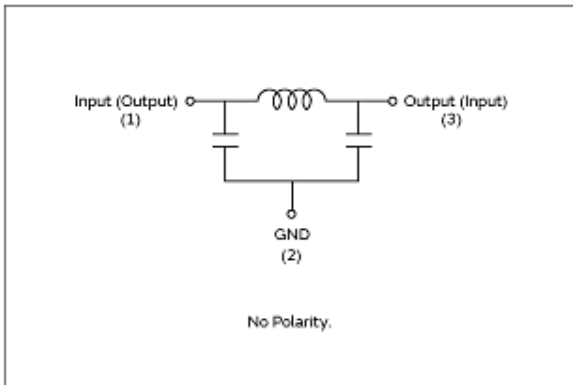 Input (Output)
(1)
Output (Input)
(3)
GND
(2)
No Polarity.